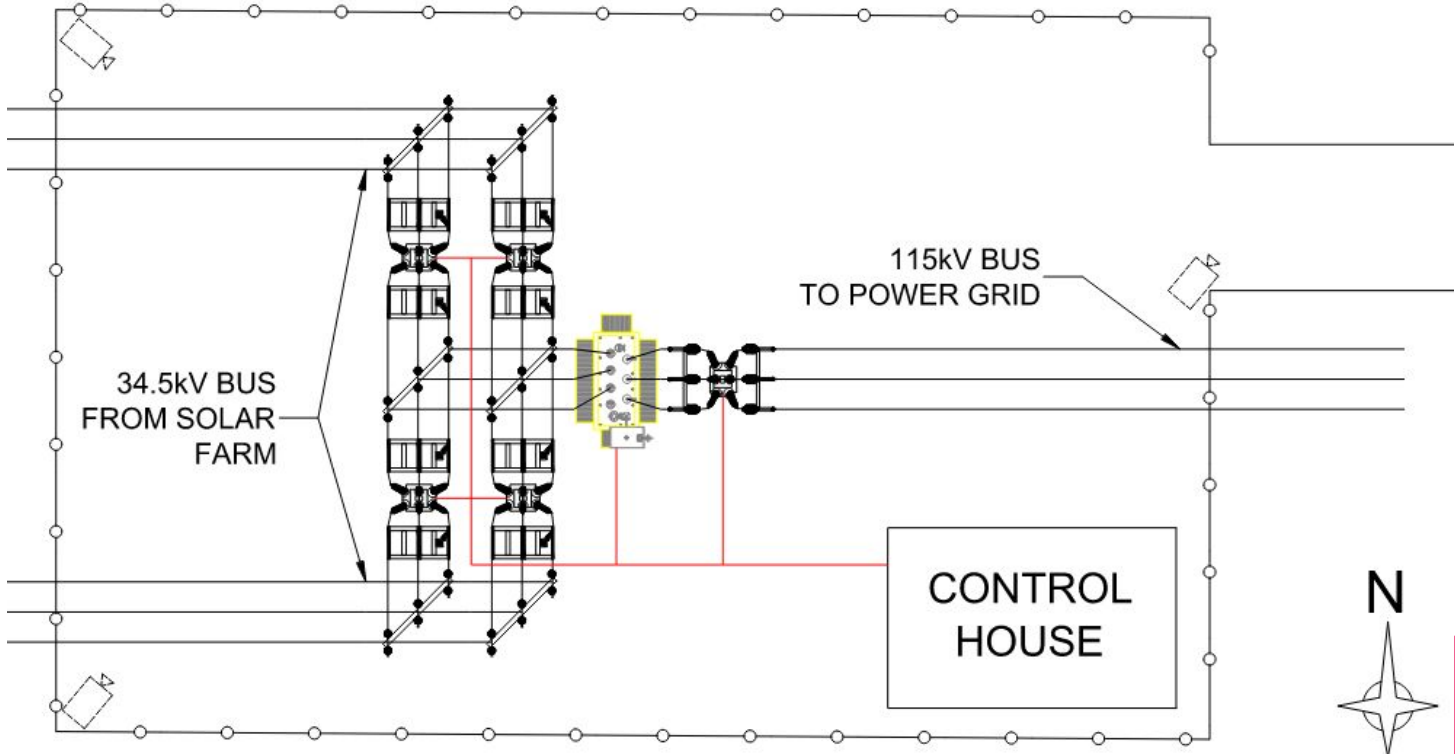 115kV BUS
TO POWER GRID
34.5kV BUS
FROM SOLAR
FARM
CONTROL
HOUSE
N